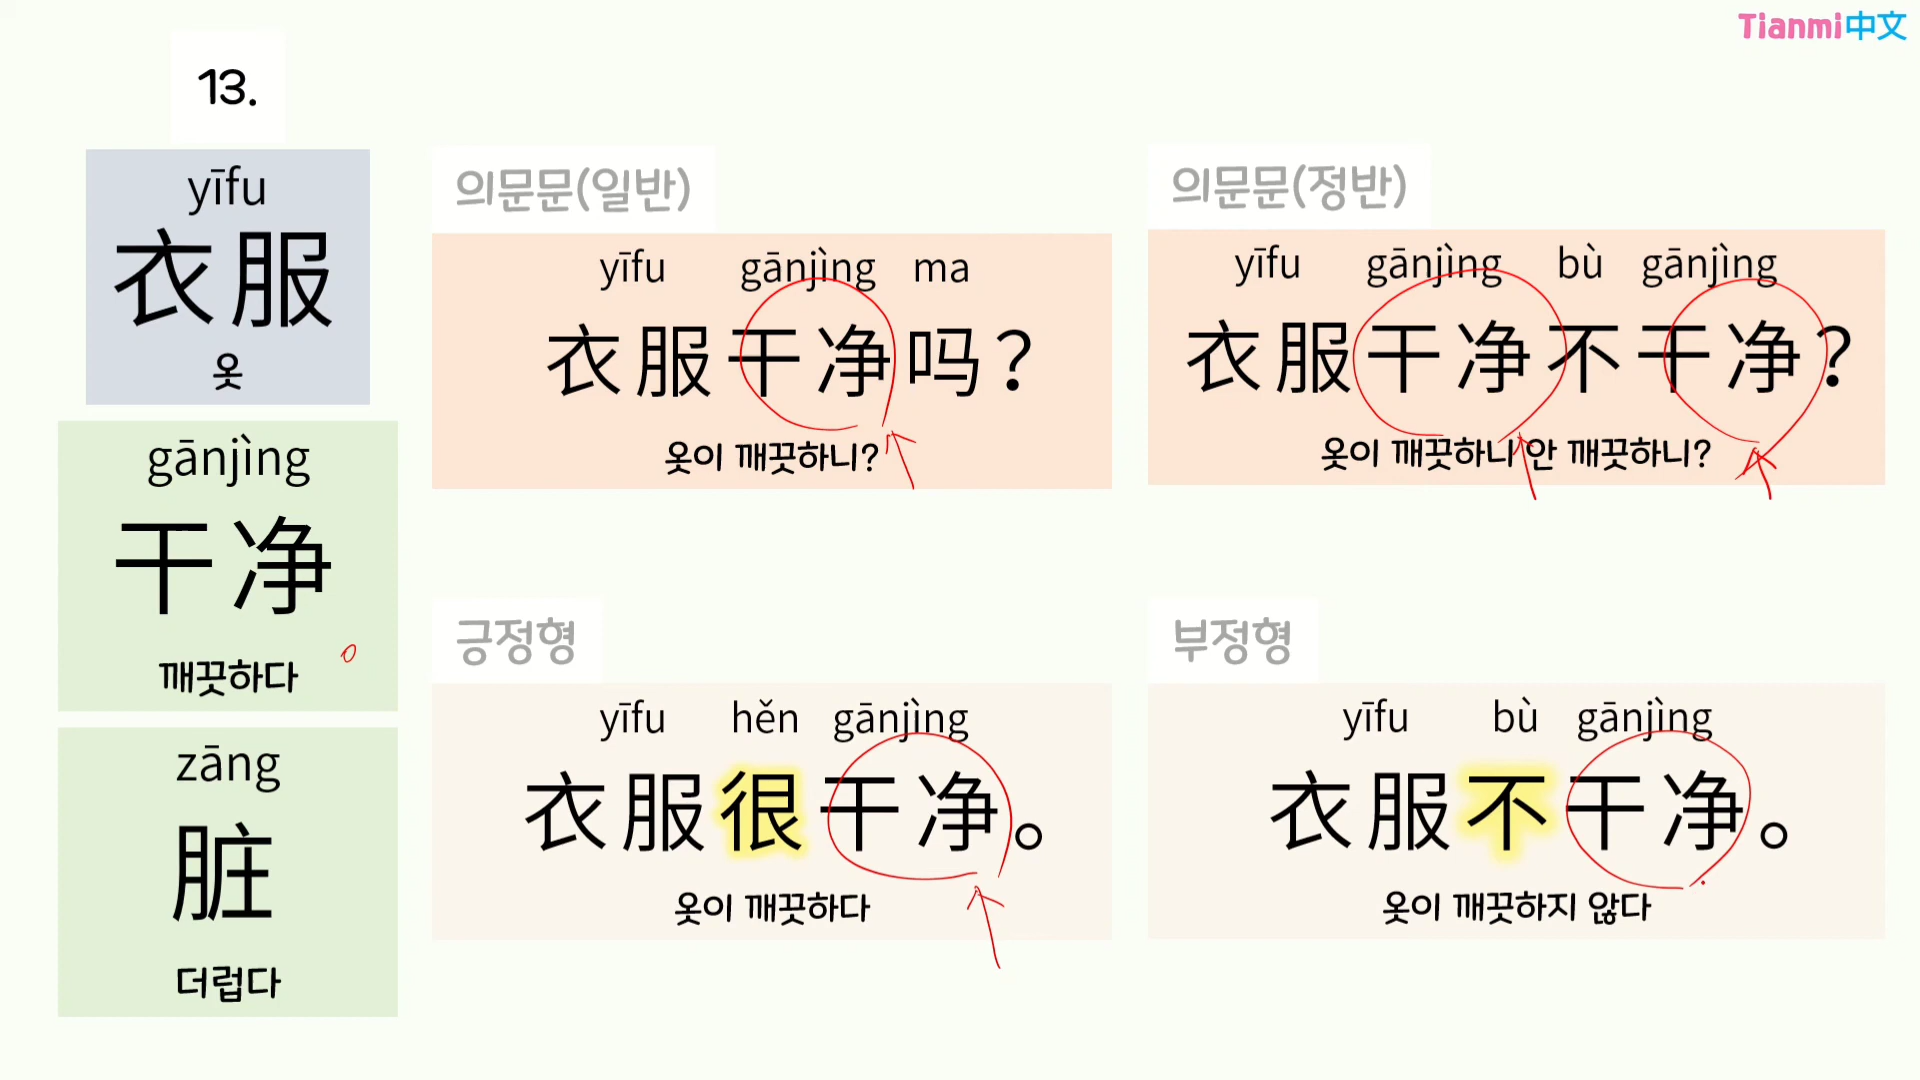 Tianmi中文
13.
yīfu
衣服
옷
gānjìng
干净
깨끗하다
zāng
脏
더럽다
의문문(일반)
yīfu gānjìng ma
衣服干净吗?
옷이 깨끗하니?
의문문(정반)
yīfu gānjìng bù gānjìng
衣服干净不干净?
옷이 깨끗하니 안 깨끗하니?
긍정형
yīfu hěn gānjìng
衣服很干净。
옷이 깨끗하다
부정형
yīfu bù gānjìng
衣服不干净。
옷이 깨끗하지 않다